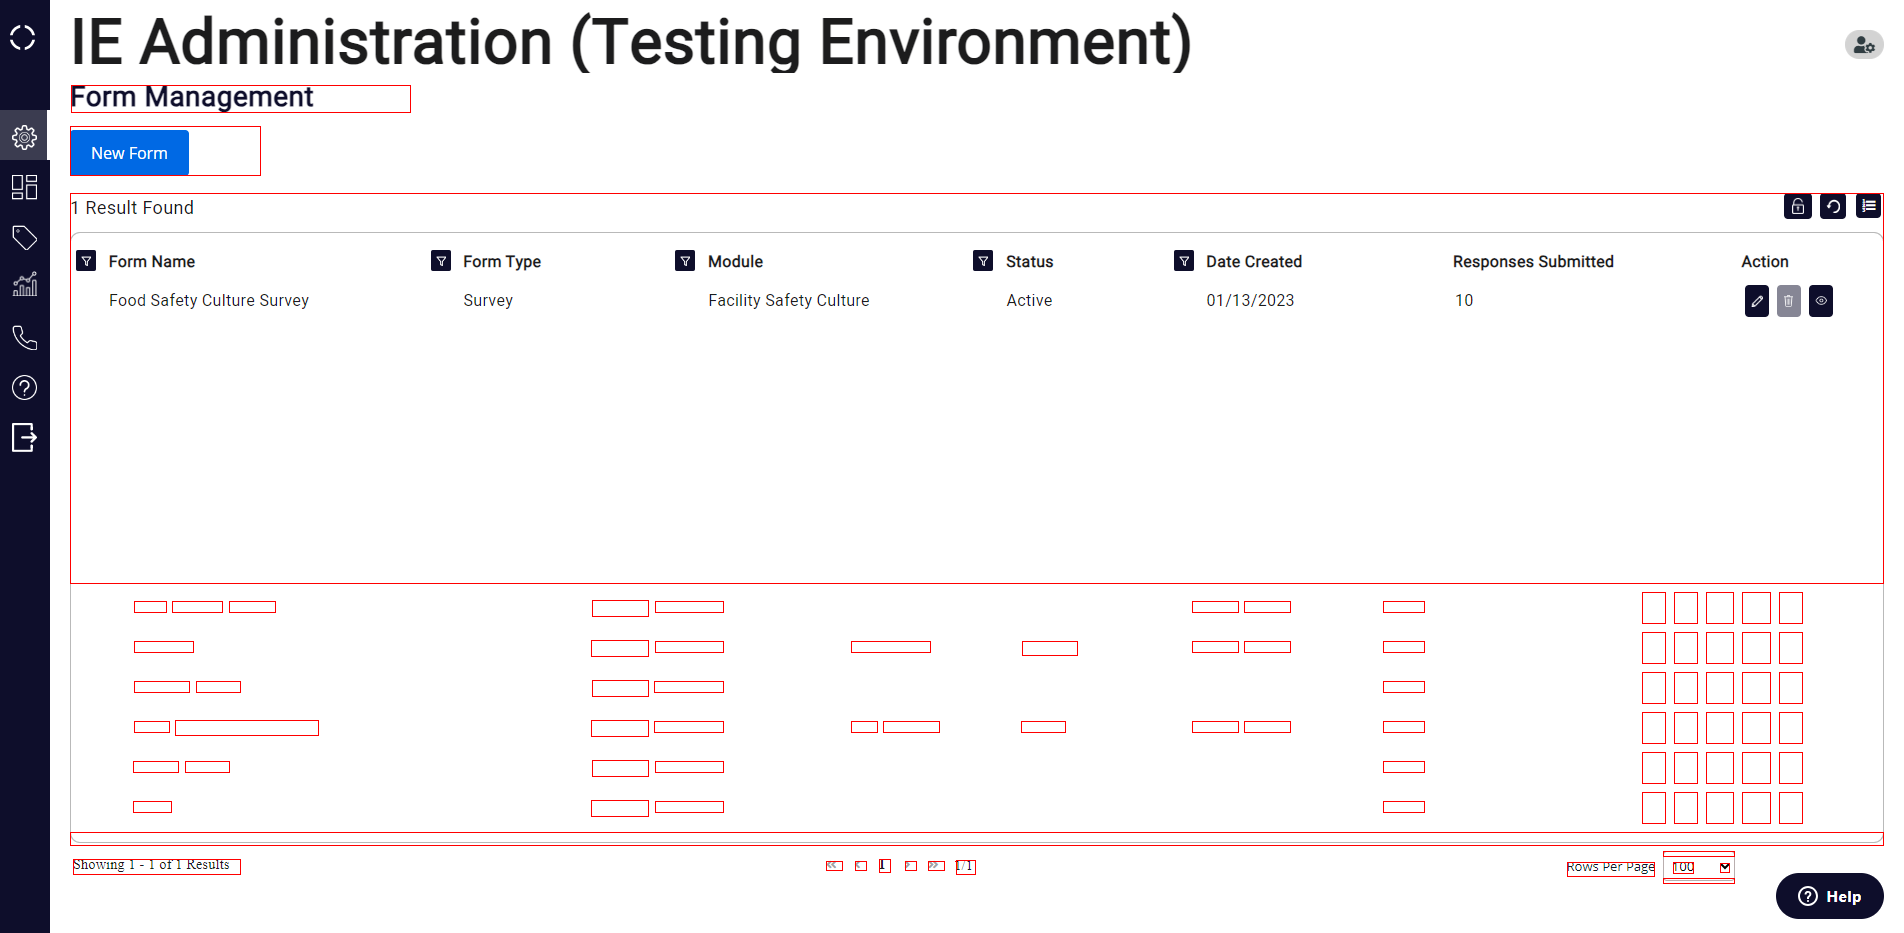 IE Administration (Testing Environment)
Form Management
New Form
1 Result Found
Form Name Form Type Module Status Date Created Responses Submitted Action
Food Safety Culture Survey Survey Facility Safety Culture Active 01/13/2023 10
Showing 1 - 1 of 1 Results 1 1/1 Rows Per Page 100
Help